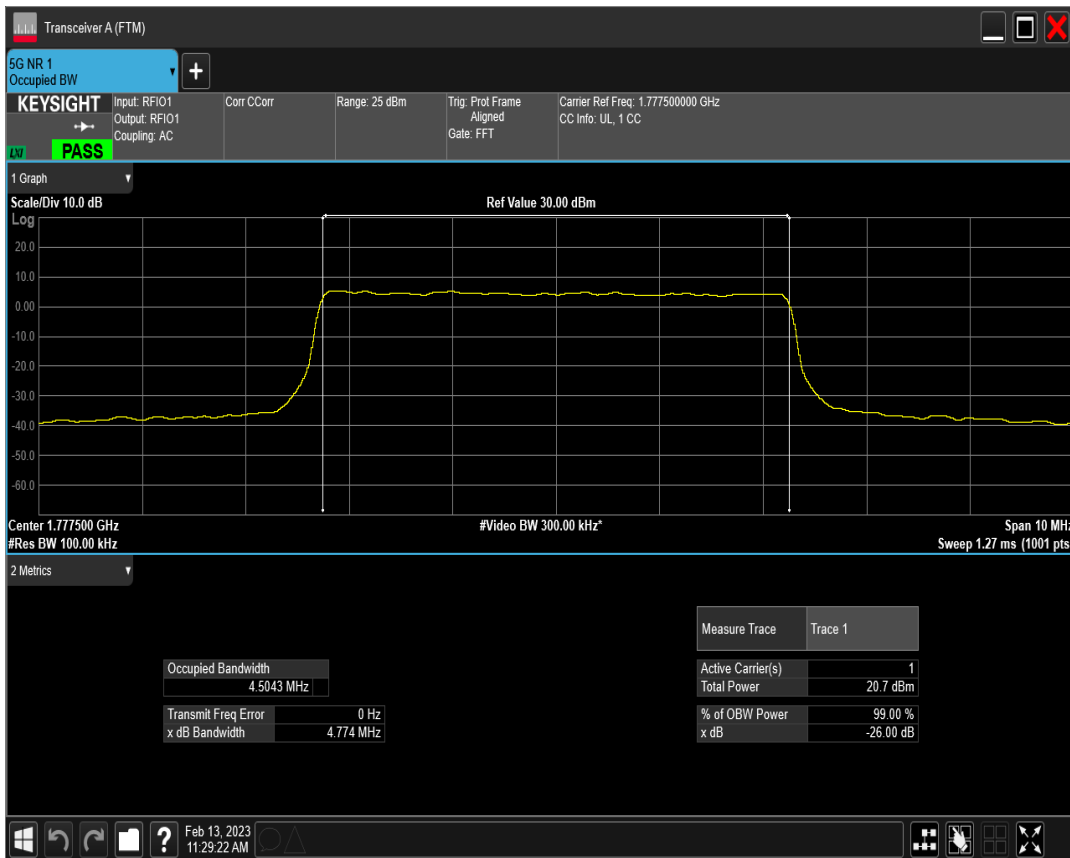 Transceiver A (FTM)
5G NR 1
Occupied BW
+
KEYSIGHT
LXI
PASS
Input: RFIO1
Output: RFIO1
Coupling: AC
Corr CCorr
Range: 25 dBm
Trig: Prot Frame
Aligned
Gate: FFT
Carrier Ref Freq: 1.777500000 GHz
CC Info: UL, 1 CC
1 Graph
Scale/Div 10.0 dB
Ref Value 30.00 dBm
Log
20.0
10.0
0.00
-10.0
-20.0
-30.0
-40.0
-50.0
-60.0
Center 1.777500 GHz
#Video BW 300.00 kHz*
Span 10 MHz
#Res BW 100.00 kHz
Sweep 1.27 ms (1001 pts
2 Metrics
Measure Trace Trace 1
Occupied Bandwidth
4.5043 MHz
Active Carrier(s) 1
Total Power 20.7 dBm
Transmit Freq Error 0 Hz
x dB Bandwidth 4.774 MHz
% of OBW Power 99.00 %
x dB -26.00 dB
?
Feb 13, 2023
11:29:22 AM